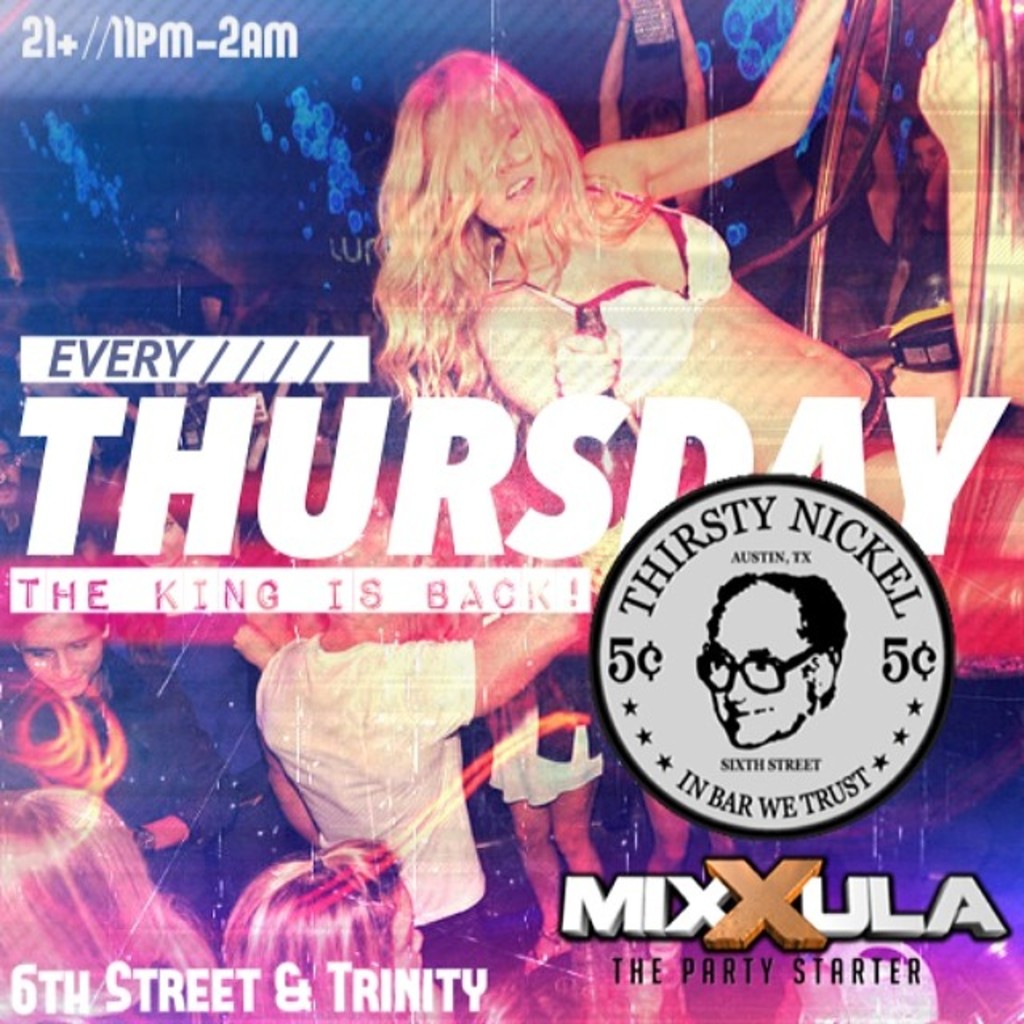 21+//11PM-2AM
EVERY////
THURSDAY
THE KING IS BACK!
THIRSTY NICKEL
AUSTIN, TX
5¢ 5¢
SIXTH STREET
IN BAR WE TRUST
MIXXULA
THE PARTY STARTER
6TH STREET & TRINITY